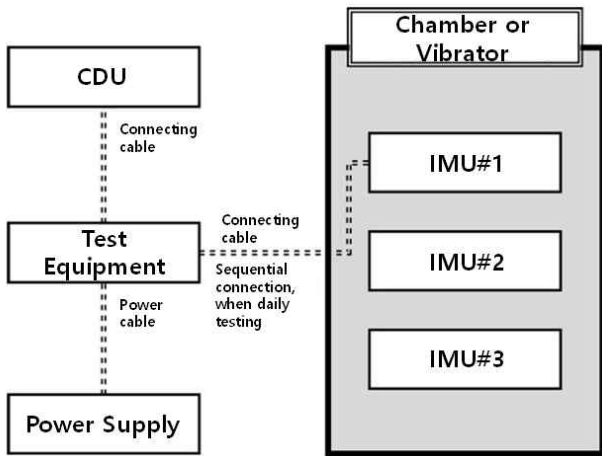 Chamber or
Vibrator
CDU
Connecting
cable
IMU#1
Test
Equipment
Connecting
cable
Sequential
connection,
when daily
testing
IMU#2
Power
cable
IMU#3
Power Supply